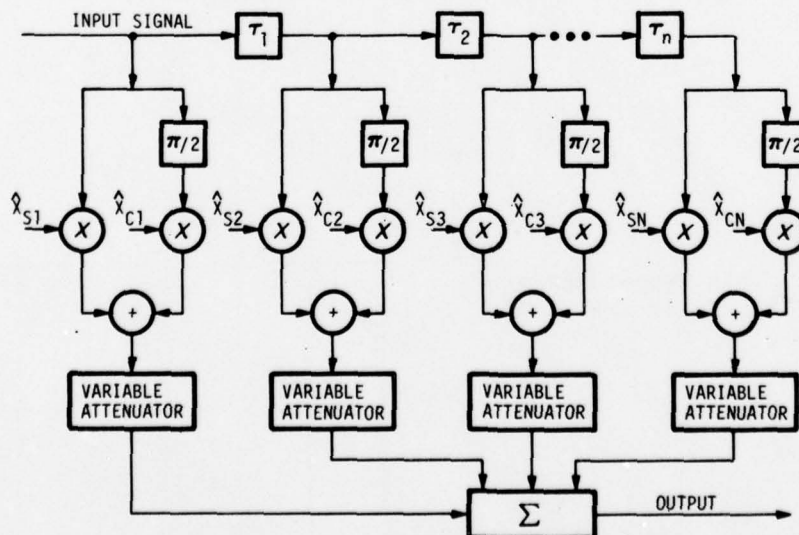 INPUT SIGNAL
τ1 τ2 τn
π/2 π/2 π/2 π/2
x̂S1 x̂C1 x̂S2 x̂C2 x̂S3 x̂C3 x̂SN x̂CN
X X X X X X X X
+ + + +
VARIABLE ATTENUATOR
VARIABLE ATTENUATOR
VARIABLE ATTENUATOR
VARIABLE ATTENUATOR
Σ
OUTPUT